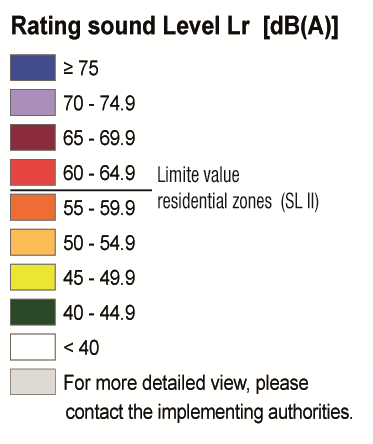 Rating sound Level Lr [dB(A)]
≥ 75
70 - 74.9
65 - 69.9
60 - 64.9
Limite value
residential zones (SL II)
55 - 59.9
50 - 54.9
45 - 49.9
40 - 44.9
< 40
For more detailed view, please
contact the implementing authorities.